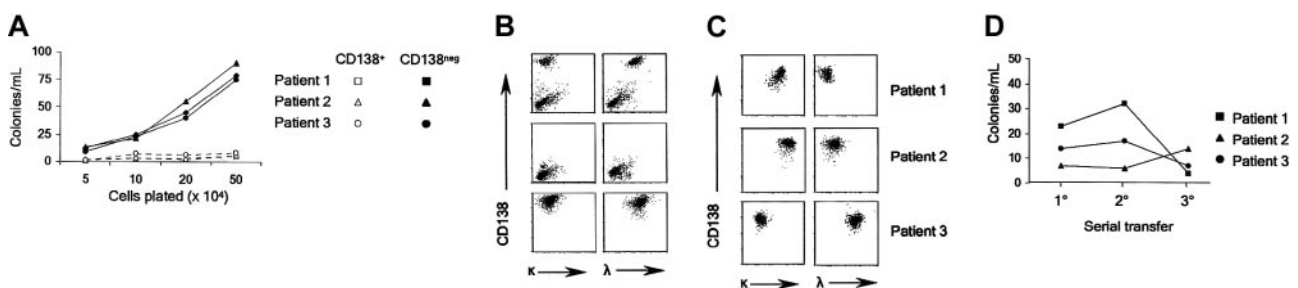 A
Colonies/mL
100
75
50
25
0
5 10 20 50
Cells plated (x 10⁴)
CD138⁺ CD138ⁿᵉᵍ
Patient 1
Patient 2
Patient 3
B
CD138
κ λ
C
CD138
κ λ
Patient 1
Patient 2
Patient 3
D
Colonies/mL
50
40
30
20
10
0
1° 2° 3°
Serial transfer
Patient 1
Patient 2
Patient 3